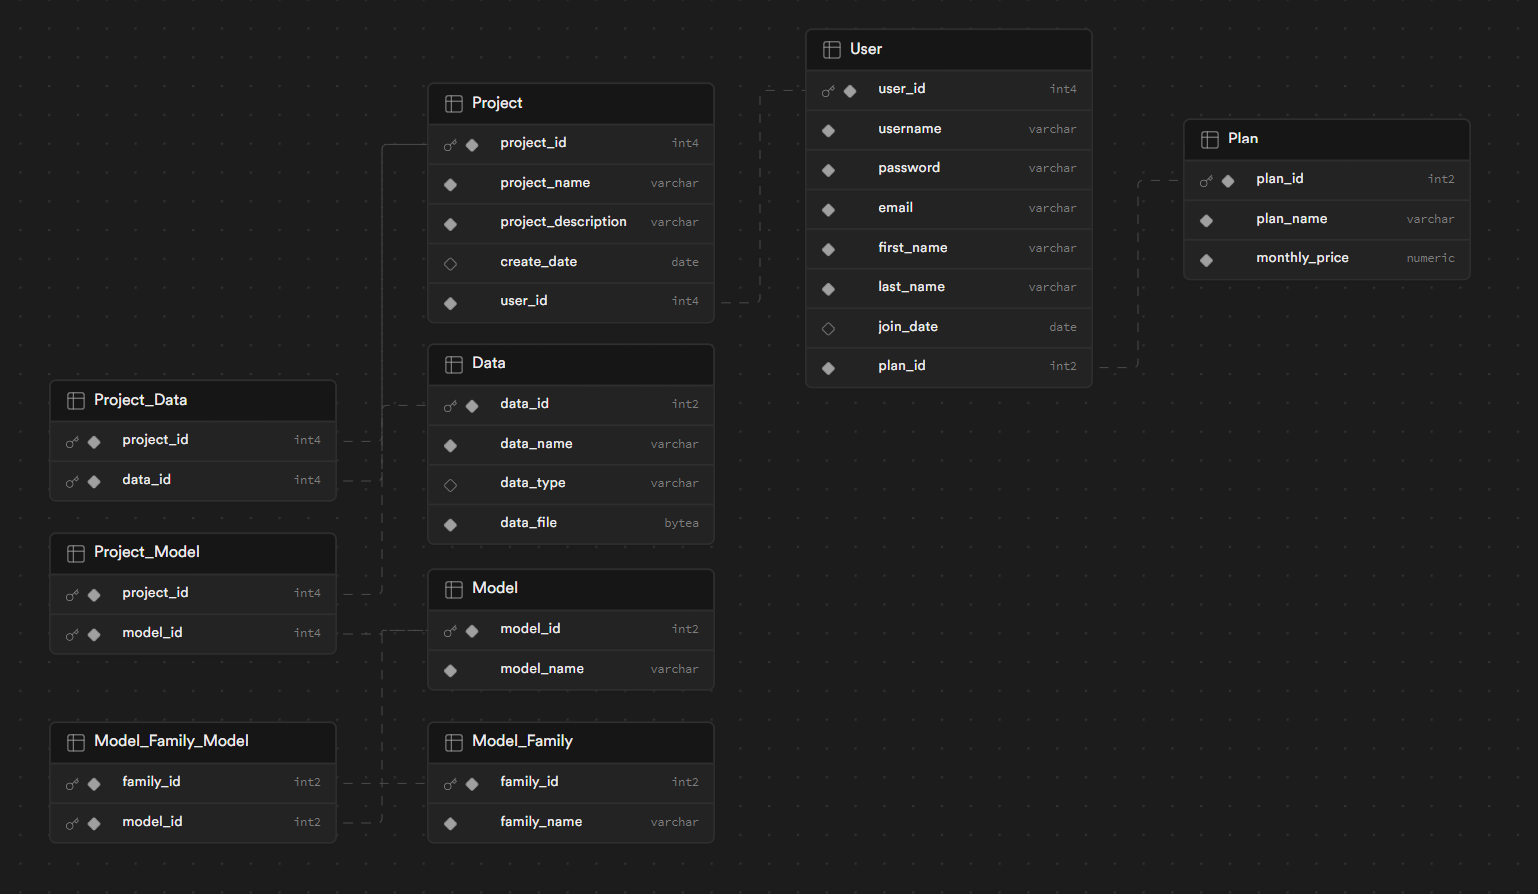 User
user_id int4
username varchar
password varchar
email varchar
first_name varchar
last_name varchar
join_date date
plan_id int2
Project
project_id int4
project_name varchar
project_description varchar
create_date date
user_id int4
Plan
plan_id int2
plan_name varchar
monthly_price numeric
Data
data_id int2
data_name varchar
data_type varchar
data_file bytea
Project_Data
project_id int4
data_id int4
Project_Model
project_id int4
model_id int4
Model
model_id int2
model_name varchar
Model_Family_Model
family_id int2
model_id int2
Model_Family
family_id int2
family_name varchar